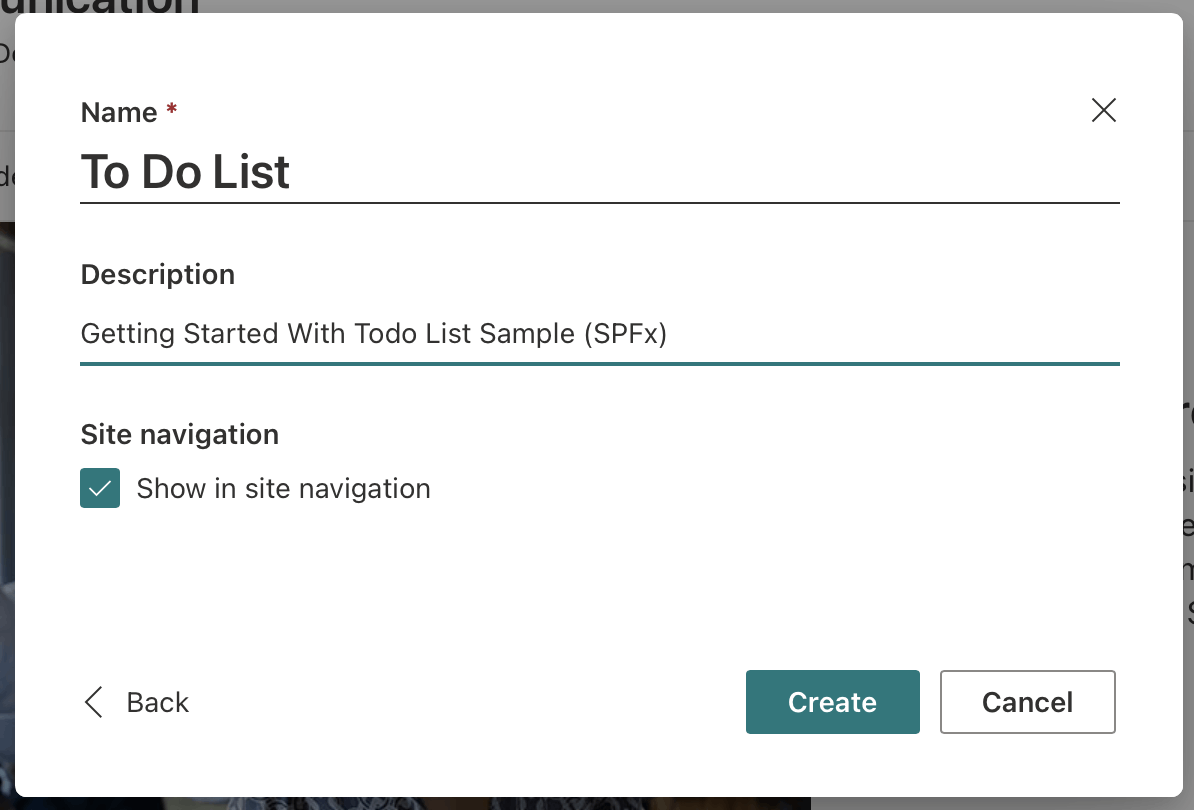 Name *
To Do List
Description
Getting Started With Todo List Sample (SPFx)
Site navigation
Show in site navigation
Back
Create
Cancel